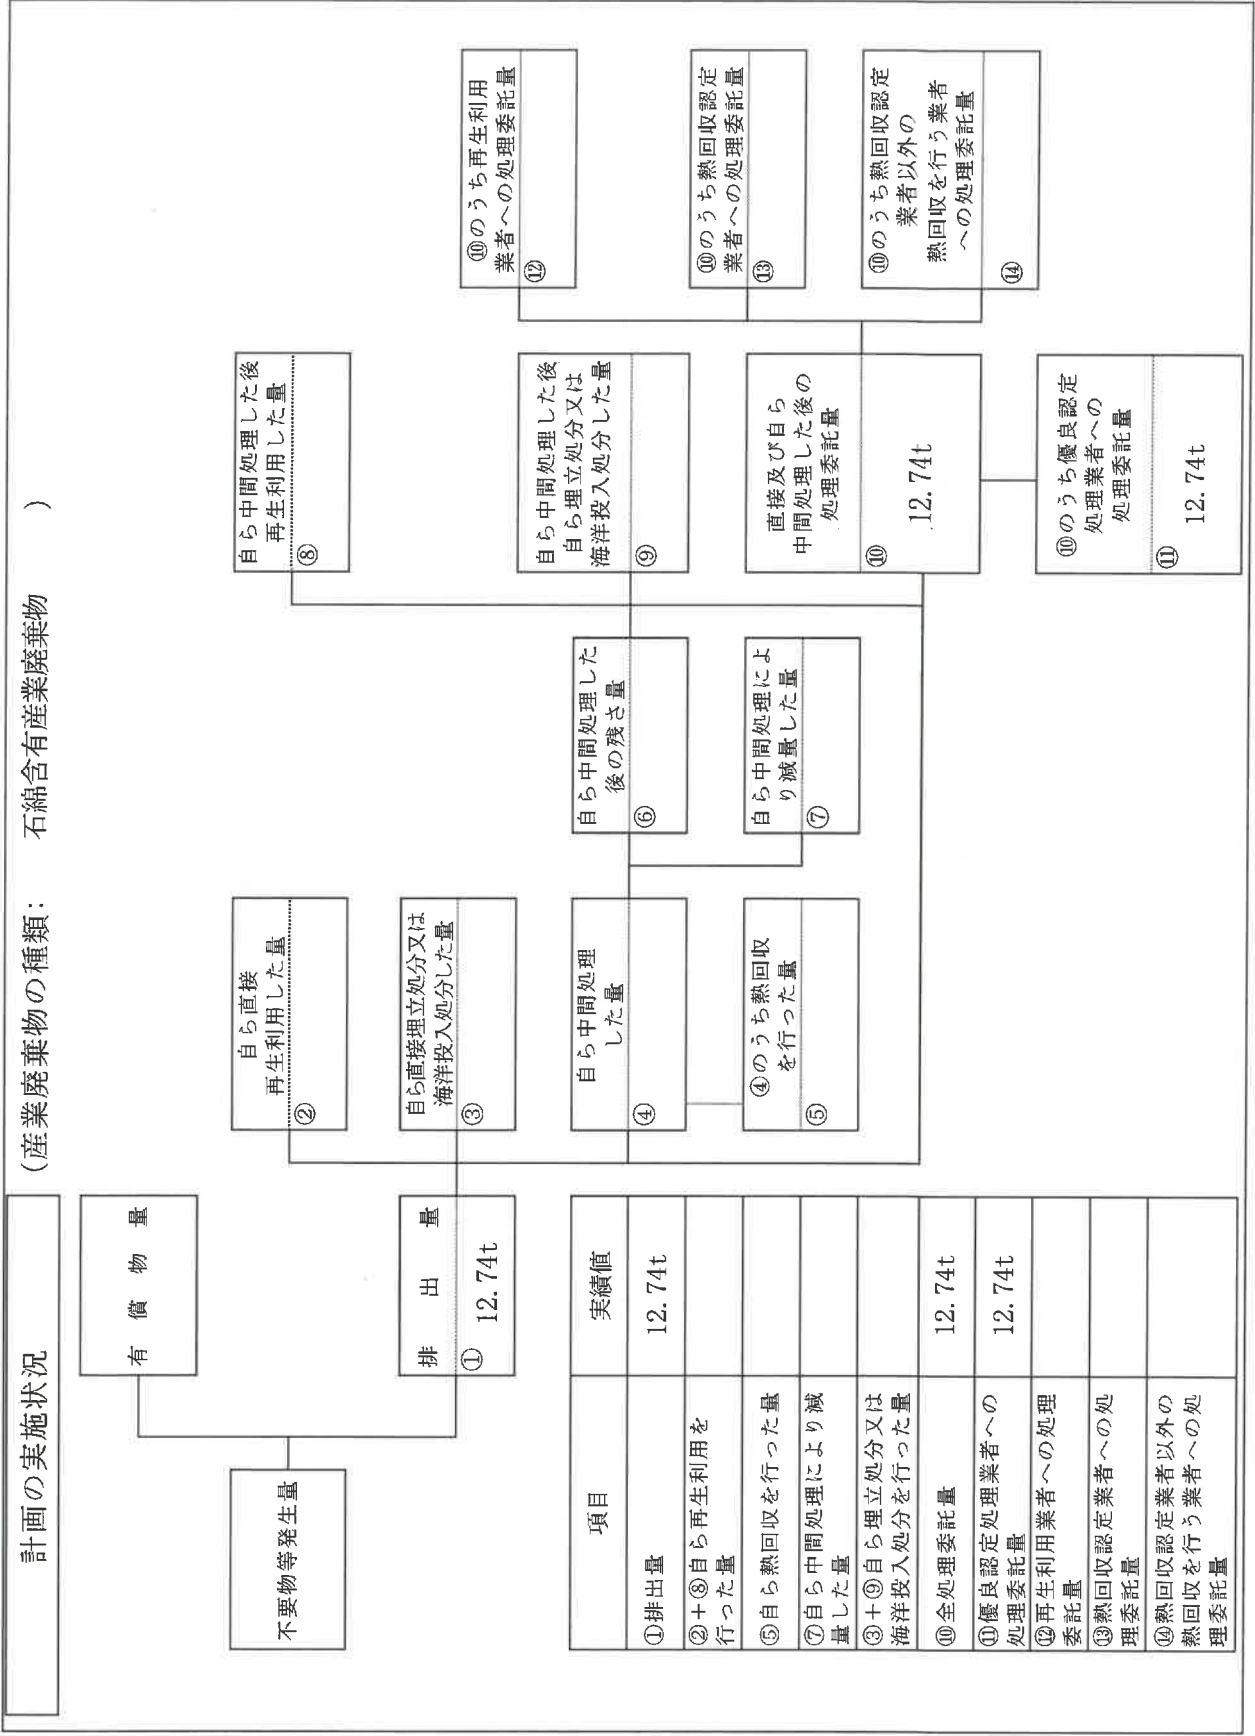 計画の実施状況
(産業廃棄物の種類： 石綿含有産業廃棄物 )
不要物等発生量
有償物量
排出量
①
12.74t
自ら直接
再生利用した量
②
自ら直接埋立処分又は
海洋投入処分した量
③
自ら中間処理
した量
④
④のうち熱回収
を行った量
⑤
自ら中間処理した
後の残さ量
⑥
自ら中間処理によ
り減量した量
⑦
自ら中間処理した後
再生利用した量
⑧
自ら中間処理した後
自ら埋立処分又は
海洋投入処分した量
⑨
直接及び自ら
中間処理した後の
処理委託量
⑩
12.74t
⑩のうち優良認定
処理業者への
処理委託量
⑪
12.74t
⑩のうち再生利用
業者への処理委託量
⑫
⑩のうち熱回収認定
業者への処理委託量
⑬
⑩のうち熱回収認定
業者以外の
熱回収を行う業者
への処理委託量
⑭
項目 実績値
①排出量 12.74t
②＋⑧自ら再生利用を
行った量
⑤自ら熱回収を行った量
⑦自ら中間処理により減
量した量
③＋⑨自ら埋立処分又は
海洋投入処分を行った量
⑩全処理委託量 12.74t
⑪優良認定処理業者への
処理委託量 12.74t
⑫再生利用業者への処理
委託量
⑬熱回収認定業者への処
理委託量
⑭熱回収認定業者以外の
熱回収を行う業者への処
理委託量